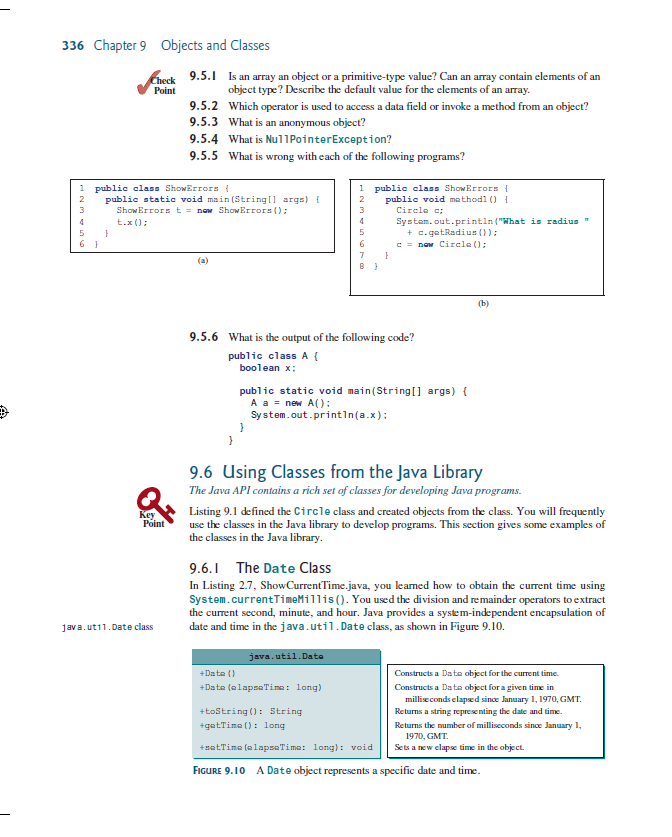 336 Chapter 9 Objects and Classes
Check
Point
9.5.1 Is an array an object or a primitive-type value? Can an array contain elements of an
object type? Describe the default value for the elements of an array.
9.5.2 Which operator is used to access a data field or invoke a method from an object?
9.5.3 What is an anonymous object?
9.5.4 What is NullPointerException?
9.5.5 What is wrong with each of the following programs?
1 public class ShowErrors {
2 public static void main(String[] args) {
3 ShowErrors t = new ShowErrors();
4 t.x();
5 }
6 }
(a)
1 public class ShowErrors {
2 public void method1() {
3 Circle c;
4 System.out.println("What is radius "
5 + c.getRadius());
6 c = new Circle();
7 }
8 }
(b)
9.5.6 What is the output of the following code?
public class A {
boolean x;
public static void main(String[] args) {
A a = new A();
System.out.println(a.x);
}
}
9.6 Using Classes from the Java Library
The Java API contains a rich set of classes for developing Java programs.
Key
Point
Listing 9.1 defined the Circle class and created objects from the class. You will frequently
use the classes in the Java library to develop programs. This section gives some examples of
the classes in the Java library.
9.6.1 The Date Class
In Listing 2.7, ShowCurrentTime.java, you learned how to obtain the current time using
System.currentTimeMillis(). You used the division and remainder operators to extract
the current second, minute, and hour. Java provides a system-independent encapsulation of
java.util.Date class
date and time in the java.util.Date class, as shown in Figure 9.10.
java.util.Date
+Date()
+Date(elapseTime: long)
+toString(): String
+getTime(): long
+setTime(elapseTime: long): void
Constructs a Date object for the current time.
Constructs a Date object for a given time in
milliseconds elapsed since January 1, 1970, GMT.
Returns a string representing the date and time.
Returns the number of milliseconds since January 1,
1970, GMT.
Sets a new elapse time in the object.
FIGURE 9.10 A Date object represents a specific date and time.